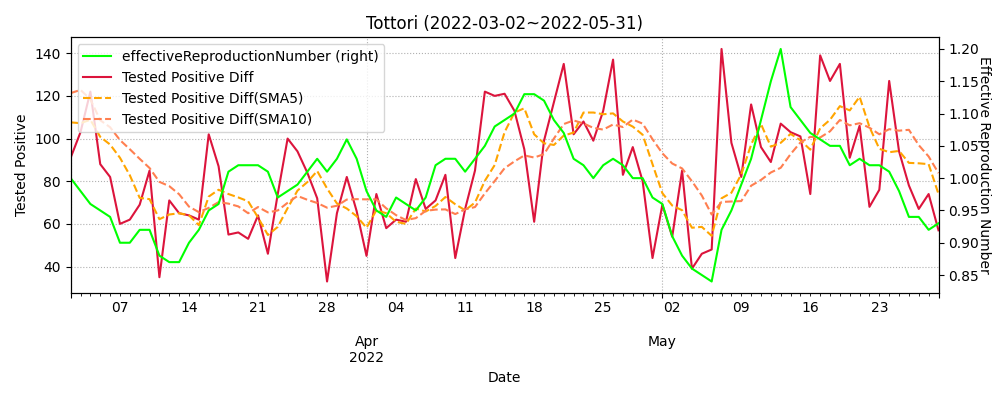 Tottori (2022-03-02~2022-05-31)
effectiveReproductionNumber (right)
Tested Positive Diff
Tested Positive Diff(SMA5)
Tested Positive Diff(SMA10)
Tested Positive
140
120
100
80
60
40
1.20
1.15
1.10
1.05
1.00
0.95
0.90
0.85
Effective Reproduction Number
07 14 21 28 04 11 18 25 02 09 16 23
Apr May
2022
Date